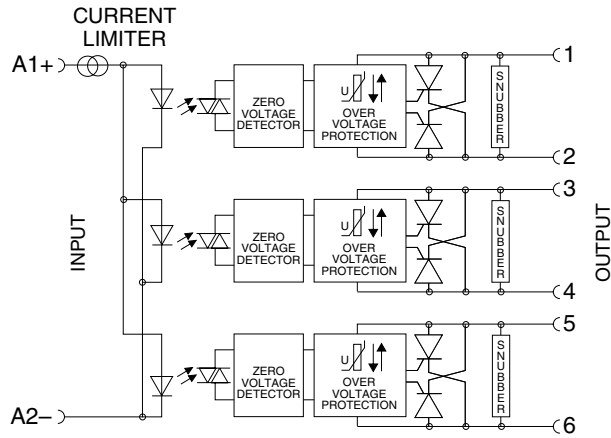 CURRENT
LIMITER
A1+
ZERO
VOLTAGE
DETECTOR
U
OVER
VOLTAGE
PROTECTION
SNUBBER
1
2
INPUT
ZERO
VOLTAGE
DETECTOR
U
OVER
VOLTAGE
PROTECTION
SNUBBER
3
4
OUTPUT
ZERO
VOLTAGE
DETECTOR
U
OVER
VOLTAGE
PROTECTION
SNUBBER
5
6
A2–